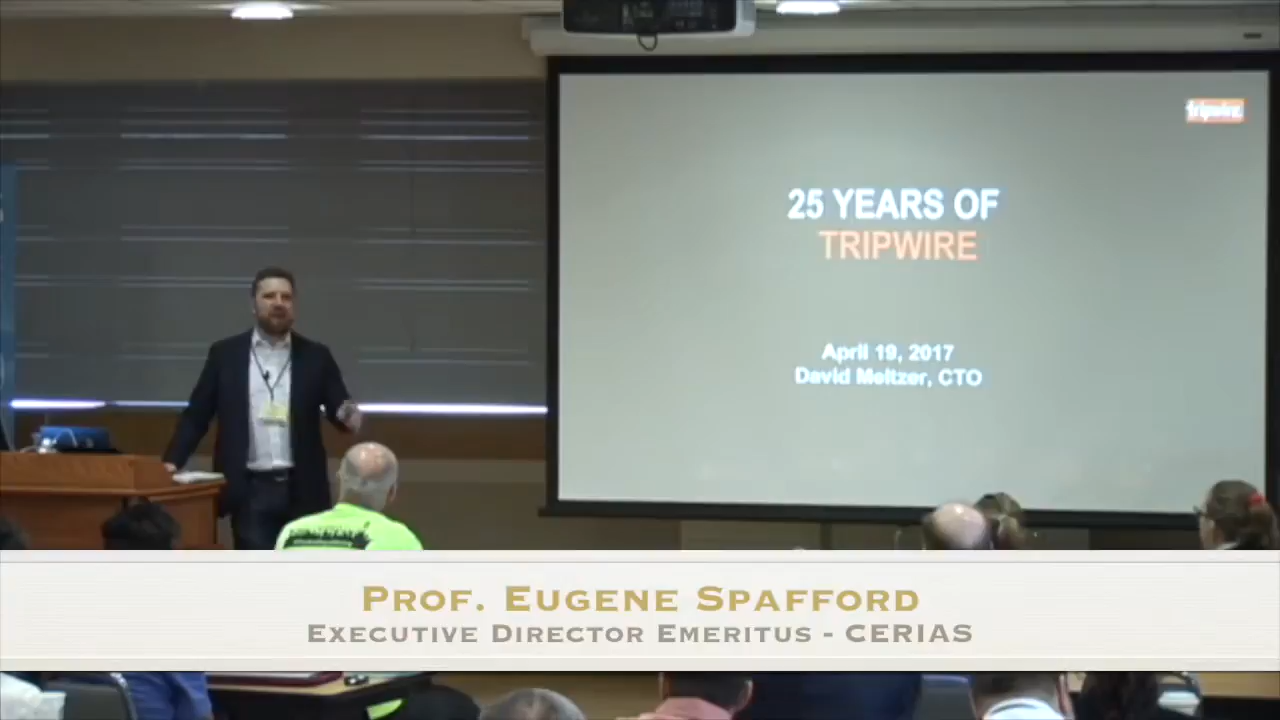 tripwire
25 YEARS OF
TRIPWIRE
April 19, 2017
David Meltzer, CTO
PROF. EUGENE SPAFFORD
EXECUTIVE DIRECTOR EMERITUS - CERIAS